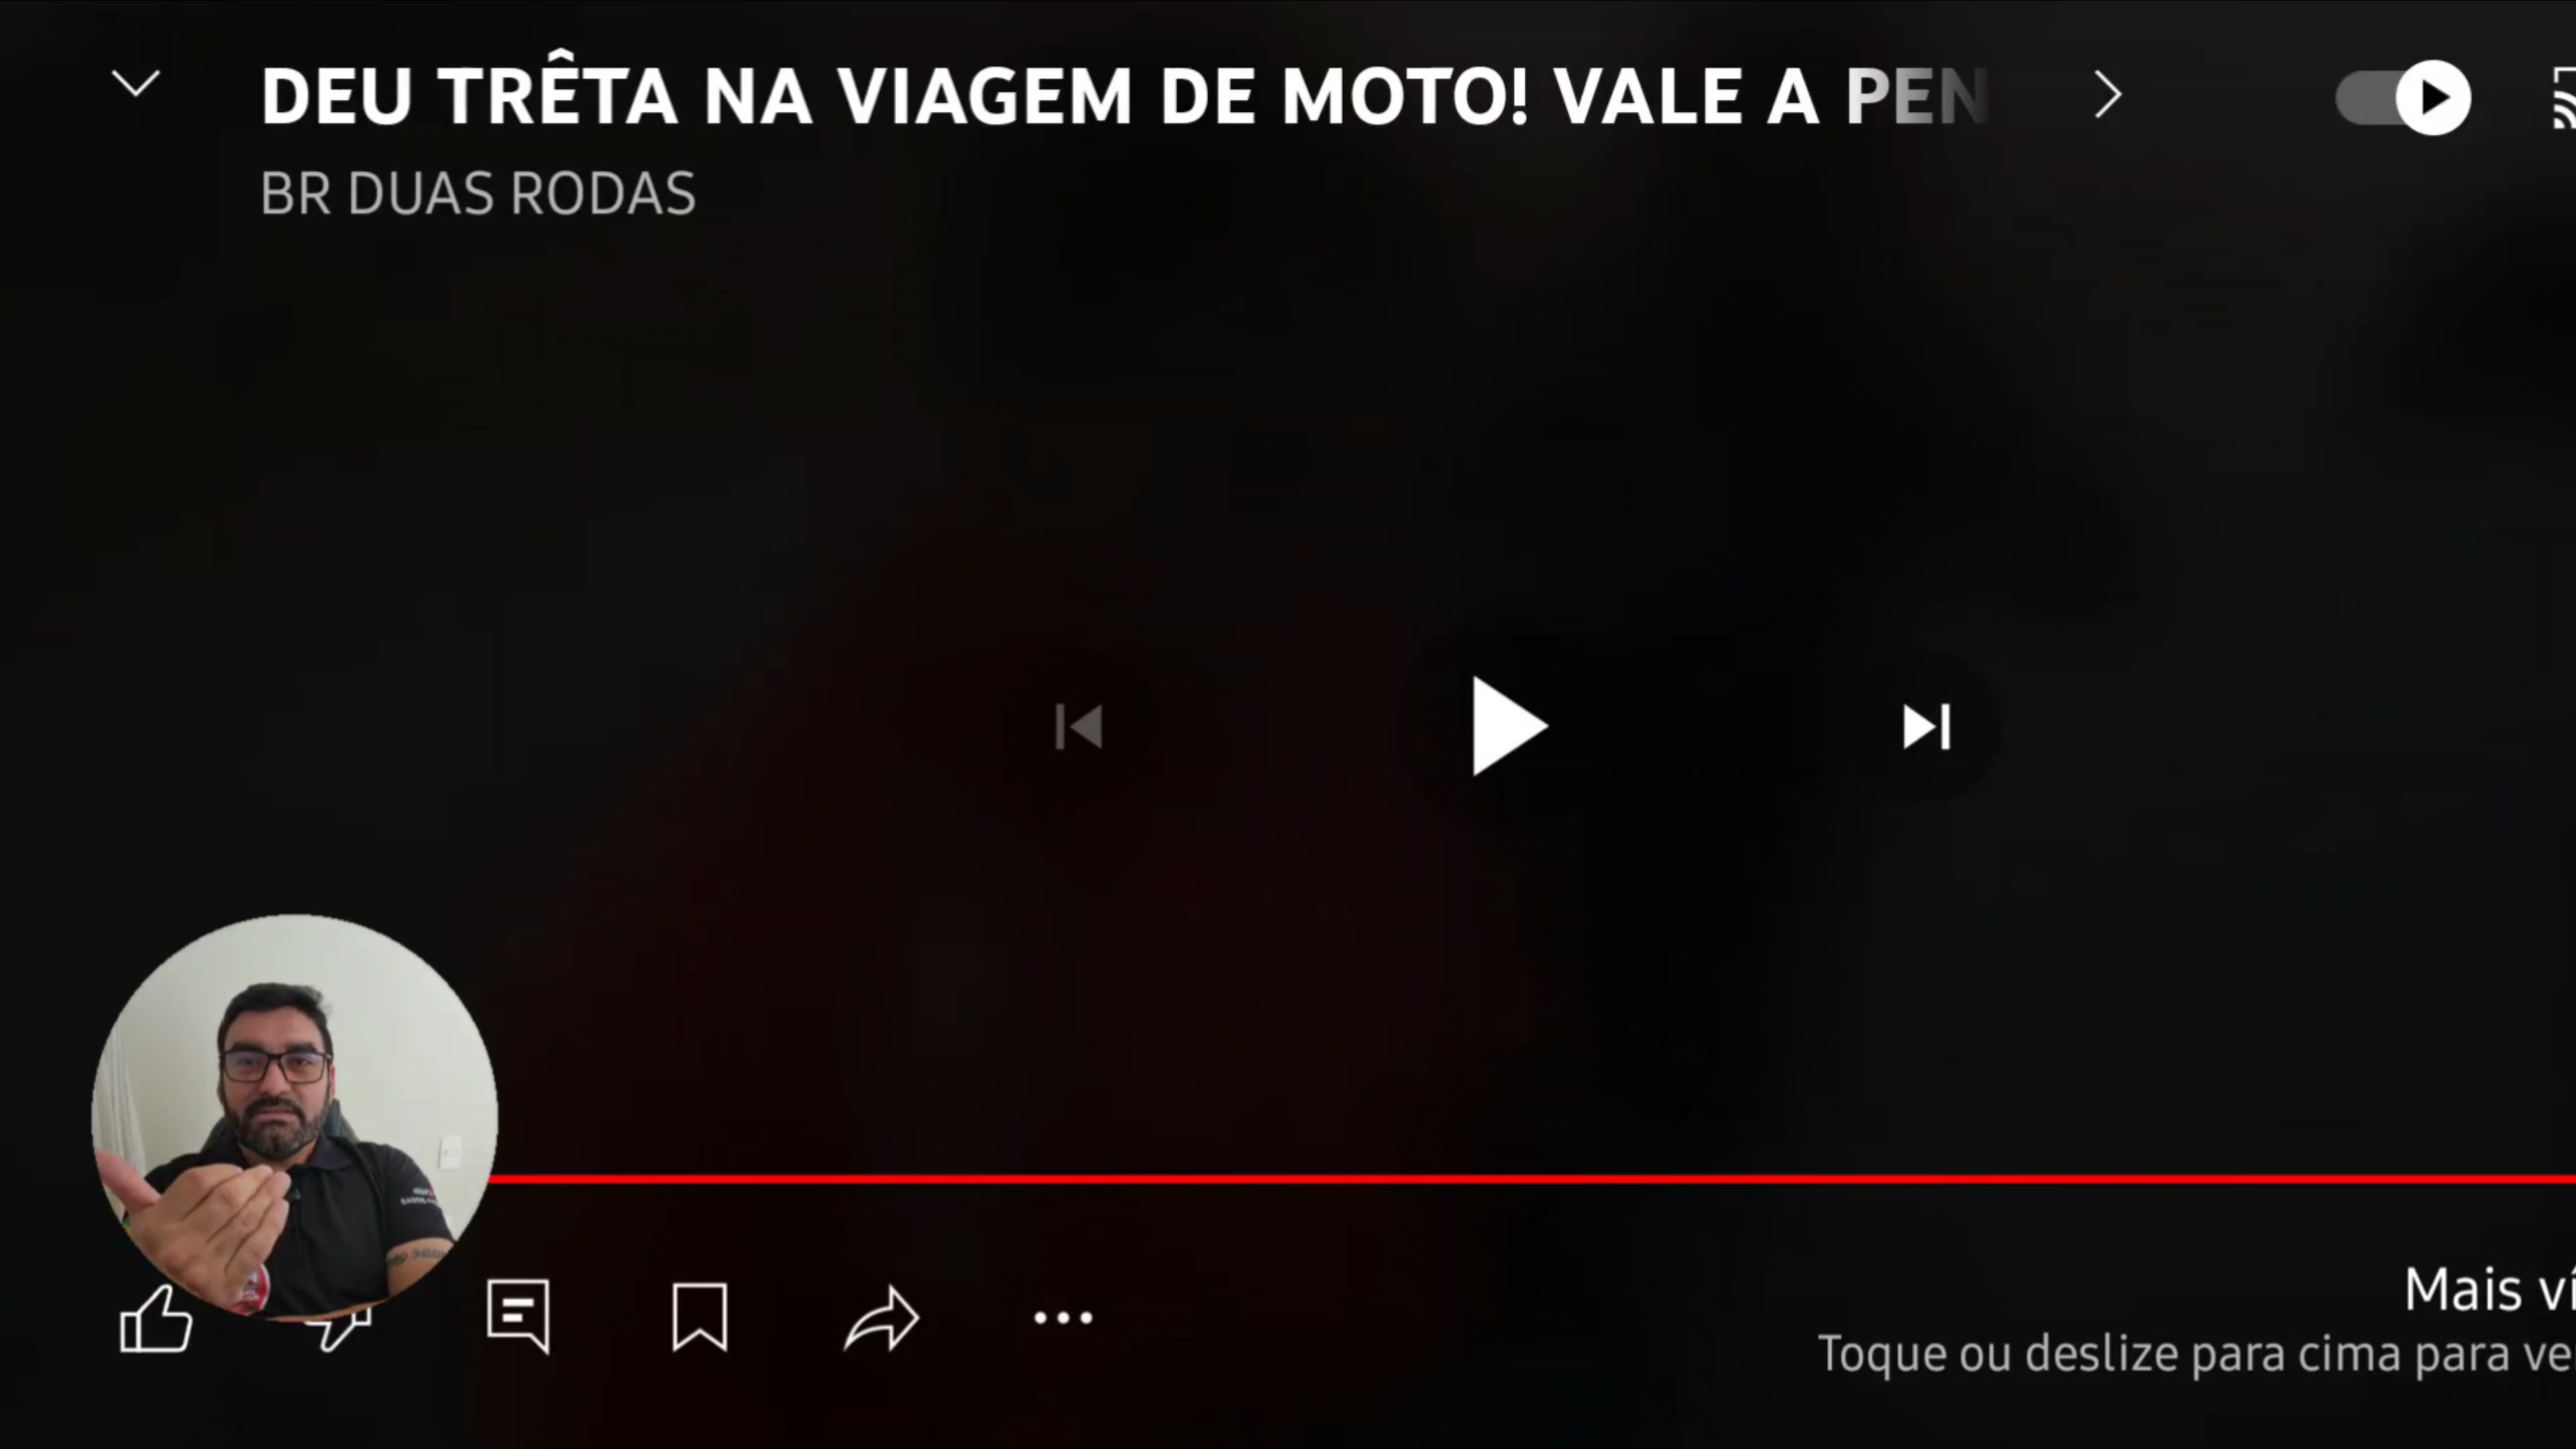 DEU TRÊTA NA VIAGEM DE MOTO! VALE A PEN
BR DUAS RODAS
Mais ví
Toque ou deslize para cima para ve